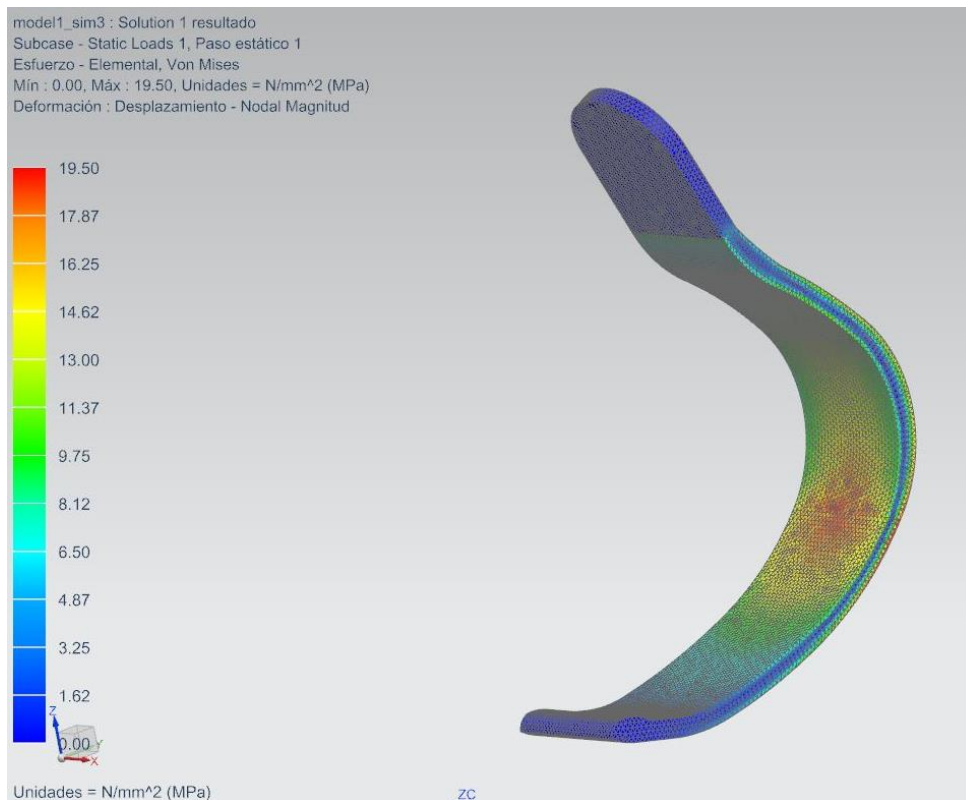 model1_sim3 : Solution 1 resultado
Subcase - Static Loads 1, Paso estático 1
Esfuerzo - Elemental, Von Mises
Mín : 0.00, Máx : 19.50, Unidades = N/mm^2 (MPa)
Deformación : Desplazamiento - Nodal Magnitud
19.50
17.87
16.25
14.62
13.00
11.37
9.75
8.12
6.50
4.87
3.25
1.62
0.00
Z
Y
X
Unidades = N/mm^2 (MPa)
ZC